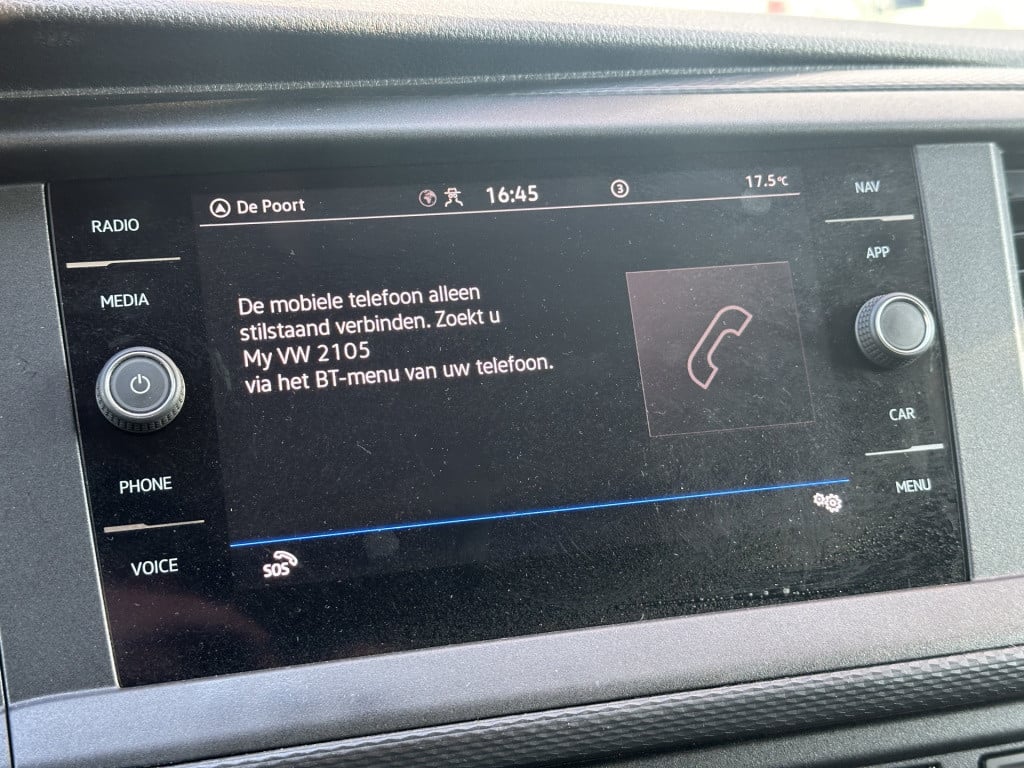 RADIO
MEDIA
PHONE
VOICE
De Poort
16:45
3
17.5°C
De mobiele telefoon alleen
stilstaand verbinden. Zoekt u
My VW 2105
via het BT-menu van uw telefoon.
SOS
NAV
APP
CAR
MENU